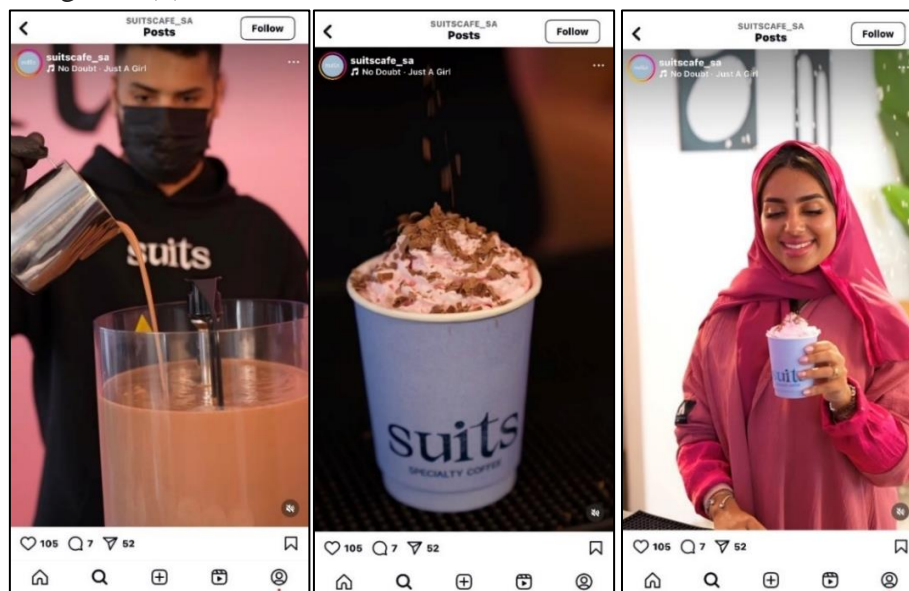 SUITSCAFE_SA
Posts
Follow
suitscafe_sa
No Doubt · Just A Girl
suits
105 7 52
SUITSCAFE_SA
Posts
Follow
suitscafe_sa
No Doubt · Just A Girl
suits
SPECIALTY COFFEE
105 7 52
SUITSCAFE_SA
Posts
Follow
suitscafe_sa
No Doubt · Just A Girl
suits
105 7 52